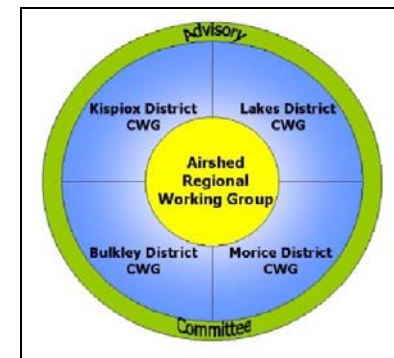 Advisory
Kispiox District
CWG
Lakes District
CWG
Airshed
Regional
Working Group
Bulkley District
CWG
Morice District
CWG
Committee